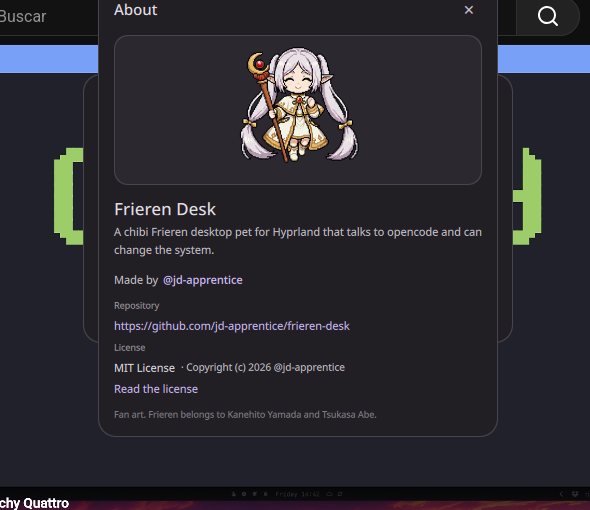 Buscar
About
Frieren Desk
A chibi Frieren desktop pet for Hyprland that talks to opencode and can
change the system.
Made by @jd-apprentice
Repository
https://github.com/jd-apprentice/frieren-desk
License
MIT License · Copyright (c) 2026 @jd-apprentice
Read the license
Fan art. Frieren belongs to Kanehito Yamada and Tsukasa Abe.
chy Quattro